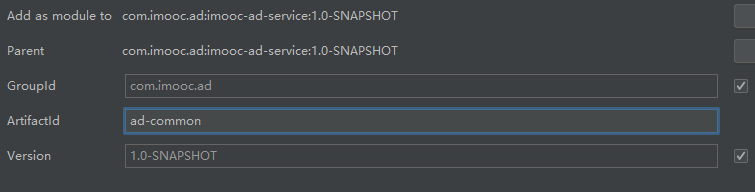 Add as module to com.imooc.ad:imooc-ad-service:1.0-SNAPSHOT
Parent com.imooc.ad:imooc-ad-service:1.0-SNAPSHOT
GroupId com.imooc.ad
ArtifactId ad-common
Version 1.0-SNAPSHOT